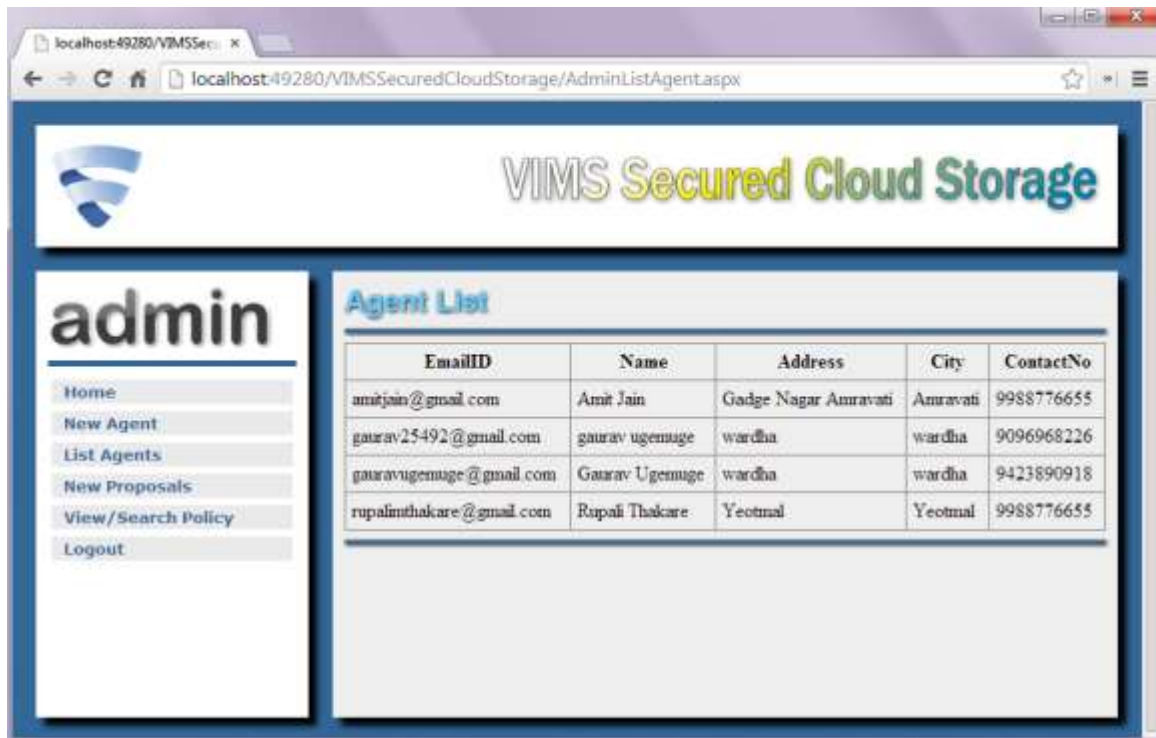 localhost:49280/VIMSSec
localhost:49280/VIMSSecuredCloudStorage/AdminListAgent.aspx
VIMS Secured Cloud Storage
admin
Home
New Agent
List Agents
New Proposals
View/Search Policy
Logout
Agent List
EmailID Name Address City ContactNo
amitjain@gmail.com Amit Jain Gadge Nagar Amravati Amravati 9988776655
gaurav25492@gmail.com gaurav ugemuge wardha wardha 9096968226
gauravugemuge@gmail.com Gaurav Ugemuge wardha wardha 9423890918
rupalimthakare@gmail.com Rupali Thakare Yeotmal Yeotmal 9988776655